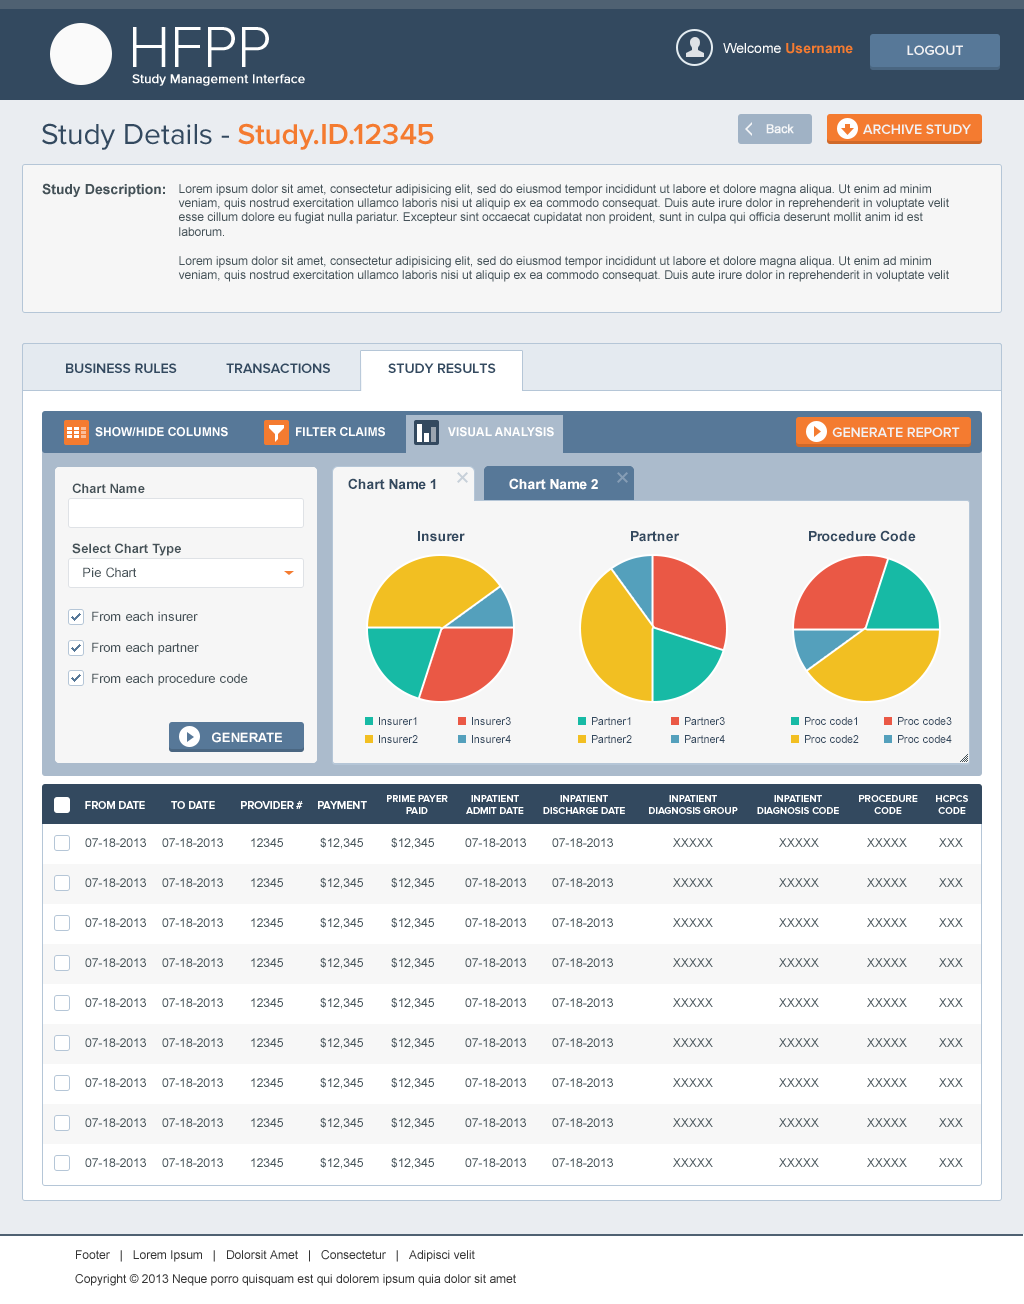 HFPP
Study Management Interface
Welcome Username
LOGOUT
Study Details - Study.ID.12345
Back
ARCHIVE STUDY
Study Description:
Lorem ipsum dolor sit amet, consectetur adipisicing elit, sed do eiusmod tempor incididunt ut labore et dolore magna aliqua. Ut enim ad minim
veniam, quis nostrud exercitation ullamco laboris nisi ut aliquip ex ea commodo consequat. Duis aute irure dolor in reprehenderit in voluptate velit
esse cillum dolore eu fugiat nulla pariatur. Excepteur sint occaecat cupidatat non proident, sunt in culpa qui officia deserunt mollit anim id est
laborum.
Lorem ipsum dolor sit amet, consectetur adipisicing elit, sed do eiusmod tempor incididunt ut labore et dolore magna aliqua. Ut enim ad minim
veniam, quis nostrud exercitation ullamco laboris nisi ut aliquip ex ea commodo consequat. Duis aute irure dolor in reprehenderit in voluptate velit
BUSINESS RULES
TRANSACTIONS
STUDY RESULTS
SHOW/HIDE COLUMNS
FILTER CLAIMS
VISUAL ANALYSIS
GENERATE REPORT
Chart Name
Select Chart Type
Pie Chart
From each insurer
From each partner
From each procedure code
GENERATE
Chart Name 1
Chart Name 2
Insurer
Insurer1
Insurer3
Insurer2
Insurer4
Partner
Partner1
Partner3
Partner2
Partner4
Procedure Code
Proc code1
Proc code3
Proc code2
Proc code4
FROM DATE TO DATE PROVIDER # PAYMENT PRIME PAYER PAID INPATIENT ADMIT DATE INPATIENT DISCHARGE DATE INPATIENT DIAGNOSIS GROUP INPATIENT DIAGNOSIS CODE PROCEDURE CODE HCPCS CODE
07-18-2013 07-18-2013 12345 $12,345 $12,345 07-18-2013 07-18-2013 XXXXX XXXXX XXXXX XXX
07-18-2013 07-18-2013 12345 $12,345 $12,345 07-18-2013 07-18-2013 XXXXX XXXXX XXXXX XXX
07-18-2013 07-18-2013 12345 $12,345 $12,345 07-18-2013 07-18-2013 XXXXX XXXXX XXXXX XXX
07-18-2013 07-18-2013 12345 $12,345 $12,345 07-18-2013 07-18-2013 XXXXX XXXXX XXXXX XXX
07-18-2013 07-18-2013 12345 $12,345 $12,345 07-18-2013 07-18-2013 XXXXX XXXXX XXXXX XXX
07-18-2013 07-18-2013 12345 $12,345 $12,345 07-18-2013 07-18-2013 XXXXX XXXXX XXXXX XXX
07-18-2013 07-18-2013 12345 $12,345 $12,345 07-18-2013 07-18-2013 XXXXX XXXXX XXXXX XXX
07-18-2013 07-18-2013 12345 $12,345 $12,345 07-18-2013 07-18-2013 XXXXX XXXXX XXXXX XXX
07-18-2013 07-18-2013 12345 $12,345 $12,345 07-18-2013 07-18-2013 XXXXX XXXXX XXXXX XXX
Footer | Lorem Ipsum | Dolorsit Amet | Consectetur | Adipisci velit
Copyright © 2013 Neque porro quisquam est qui dolorem ipsum quia dolor sit amet